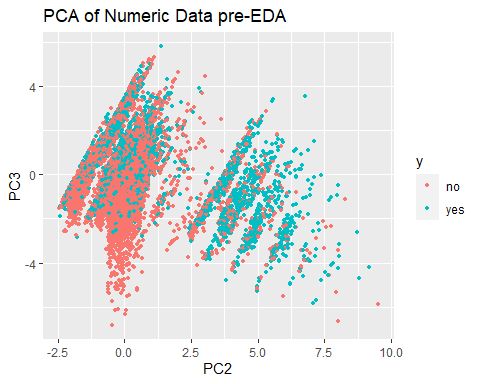 PCA of Numeric Data pre-EDA
4
0
-4
-2.5
0.0
2.5
5.0
7.5
10.0
PC2
PC3
y
no
yes